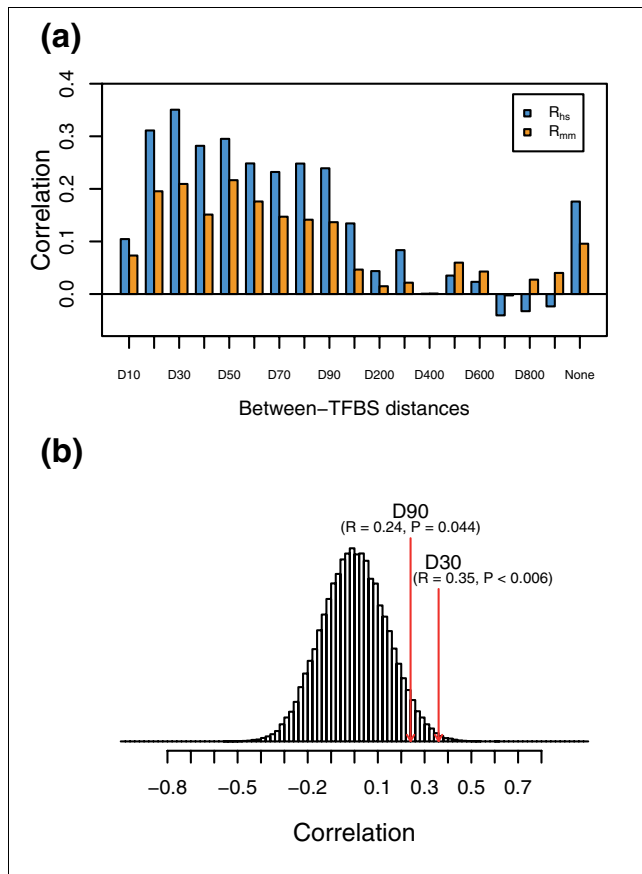 (a)
Correlation
0.0
0.1
0.2
0.3
0.4
Rhs
Rmm
D10 D30 D50 D70 D90 D200 D400 D600 D800 None
Between−TFBS distances
(b)
D90
(R = 0.24, P = 0.044)
D30
(R = 0.35, P < 0.006)
−0.8 −0.5 −0.2 0.1 0.3 0.5 0.7
Correlation